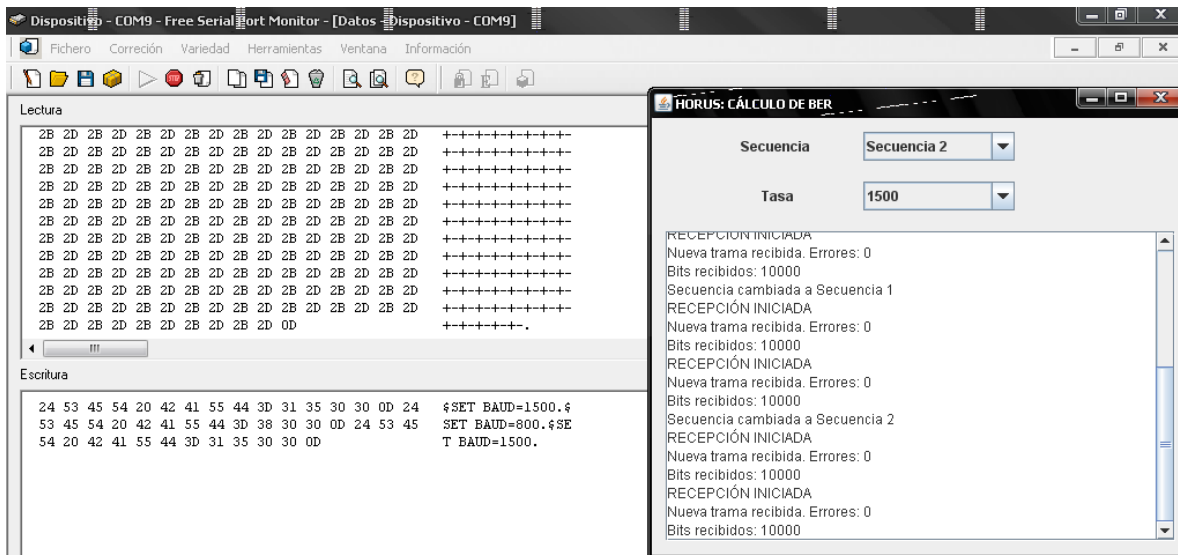 Dispositivo - COM9 - Free Serial Port Monitor - [Datos - Dispositivo - COM9]
Fichero Correción Variedad Herramientas Ventana Información
Lectura
2B 2D 2B 2D 2B 2D 2B 2D 2B 2D 2B 2D 2B 2D 2B 2D +-+-+-+-+-+-+-+-
2B 2D 2B 2D 2B 2D 2B 2D 2B 2D 2B 2D 2B 2D 2B 2D +-+-+-+-+-+-+-+-
2B 2D 2B 2D 2B 2D 2B 2D 2B 2D 2B 2D 2B 2D 2B 2D +-+-+-+-+-+-+-+-
2B 2D 2B 2D 2B 2D 2B 2D 2B 2D 2B 2D 2B 2D 2B 2D +-+-+-+-+-+-+-+-
2B 2D 2B 2D 2B 2D 2B 2D 2B 2D 2B 2D 2B 2D 2B 2D +-+-+-+-+-+-+-+-
2B 2D 2B 2D 2B 2D 2B 2D 2B 2D 2B 2D 2B 2D 2B 2D +-+-+-+-+-+-+-+-
2B 2D 2B 2D 2B 2D 2B 2D 2B 2D 2B 2D 2B 2D 2B 2D +-+-+-+-+-+-+-+-
2B 2D 2B 2D 2B 2D 2B 2D 2B 2D 2B 2D 2B 2D 2B 2D +-+-+-+-+-+-+-+-
2B 2D 2B 2D 2B 2D 2B 2D 2B 2D 2B 2D 2B 2D 2B 2D +-+-+-+-+-+-+-+-
2B 2D 2B 2D 2B 2D 2B 2D 2B 2D 2B 2D 2B 2D 2B 2D +-+-+-+-+-+-+-+-
2B 2D 2B 2D 2B 2D 2B 2D 2B 2D 2B 2D 2B 2D 2B 2D +-+-+-+-+-+-+-+-
2B 2D 2B 2D 2B 2D 2B 2D 2B 2D 0D +-+-+-+-+-.
Escritura
24 53 45 54 20 42 41 55 44 3D 31 35 30 30 0D 24 $SET BAUD=1500.$
53 45 54 20 42 41 55 44 3D 38 30 30 0D 24 53 45 SET BAUD=800.$SE
54 20 42 41 55 44 3D 31 35 30 30 0D T BAUD=1500.
HORUS: CÁLCULO DE BER
Secuencia Secuencia 2
Tasa 1500
RECEPCIÓN INICIADA
Nueva trama recibida. Errores: 0
Bits recibidos: 10000
Secuencia cambiada a Secuencia 1
RECEPCIÓN INICIADA
Nueva trama recibida. Errores: 0
Bits recibidos: 10000
RECEPCIÓN INICIADA
Nueva trama recibida. Errores: 0
Bits recibidos: 10000
Secuencia cambiada a Secuencia 2
RECEPCIÓN INICIADA
Nueva trama recibida. Errores: 0
Bits recibidos: 10000
RECEPCIÓN INICIADA
Nueva trama recibida. Errores: 0
Bits recibidos: 10000